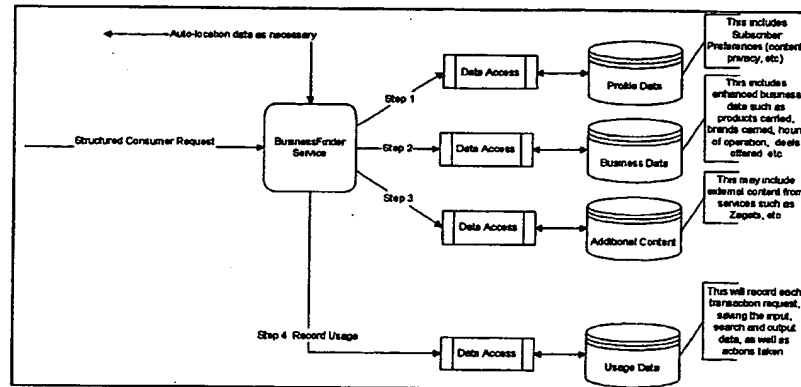 Auto-location data as necessary
Structured Consumer Request
BusinessFinder
Service
Step 1
Step 2
Step 3
Step 4 Record Usage
Data Access
Profile Data
This includes
Subscriber
Preferences (content
privacy, etc)
Data Access
Business Data
This includes
enhanced business
data such as
products carried,
brands carried, hours
of operation, deals
offered etc
Data Access
Additional Content
This may include
external content from
services such as
Zagats, etc
Data Access
Usage Data
This will record each
transaction request,
saving the input,
search and output
data, as well as
actions taken